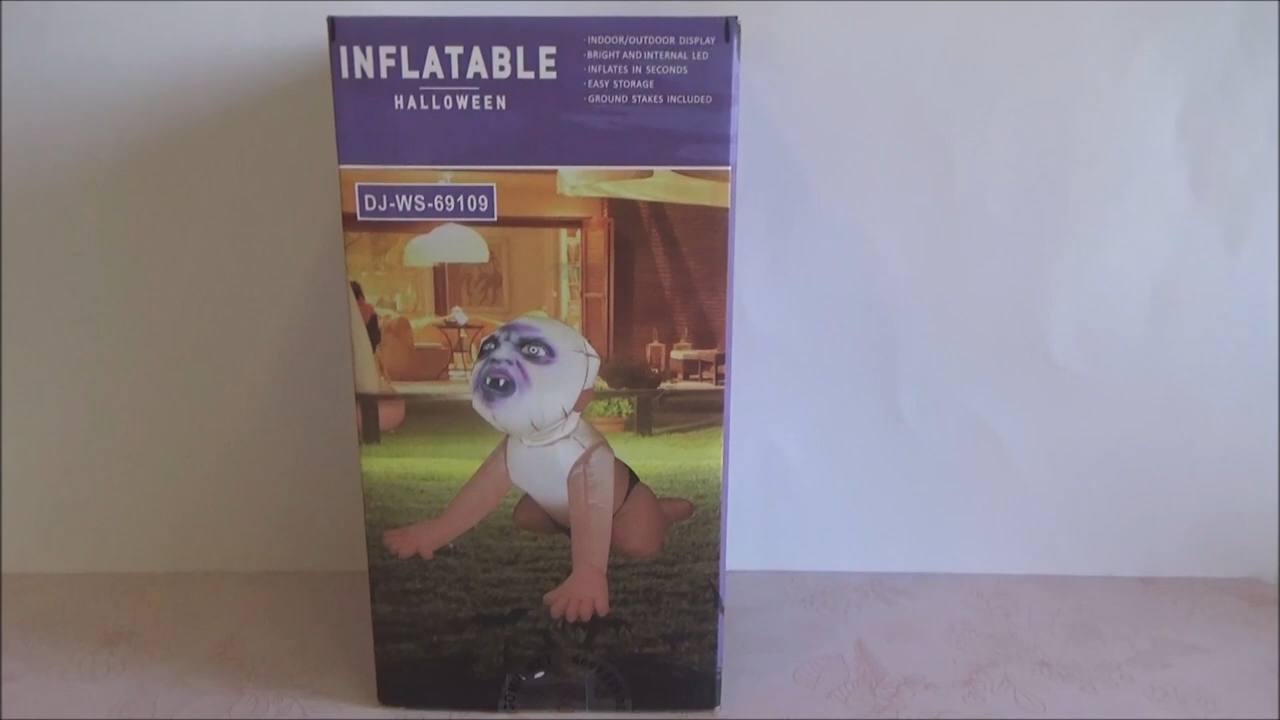 INFLATABLE
HALLOWEEN
· INDOOR/OUTDOOR DISPLAY
· BRIGHT AND INTERNAL LED
· INFLATES IN SECONDS
· EASY STORAGE
· GROUND STAKES INCLUDED
DJ-WS-69109